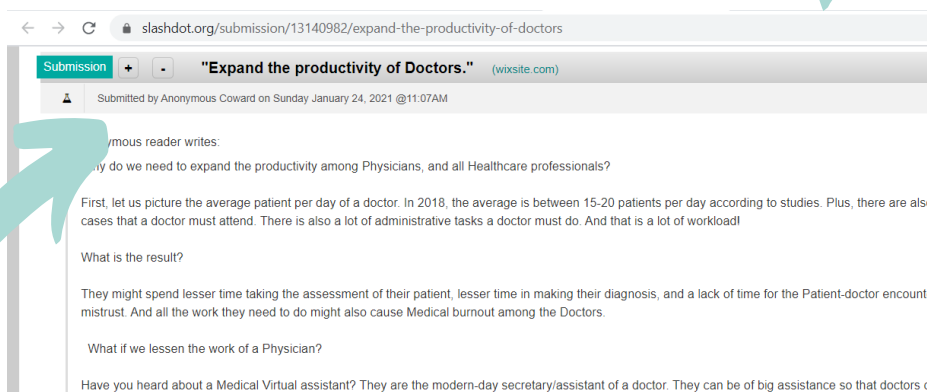 slashdot.org/submission/13140982/expand-the-productivity-of-doctors
Submission + - "Expand the productivity of Doctors." (wixsite.com)
Submitted by Anonymous Coward on Sunday January 24, 2021 @11:07AM
reader writes:
do we need to expand the productivity among Physicians, and all Healthcare professionals?
First, let us picture the average patient per day of a doctor. In 2018, the average is between 15-20 patients per day according to studies. Plus, there are
cases that a doctor must attend. There is also a lot of administrative tasks a doctor must do. And that is a lot of workload!
What is the result?
They might spend lesser time taking the assessment of their patient, lesser time in making their diagnosis, and a lack of time for the Patient-doctor
mistrust. And all the work they need to do might also cause Medical burnout among the Doctors.
What if we lessen the work of a Physician?
Have you heard about a Medical Virtual assistant? They are the modern-day secretary/assistant of a doctor. They can be of big assistance so that doctors